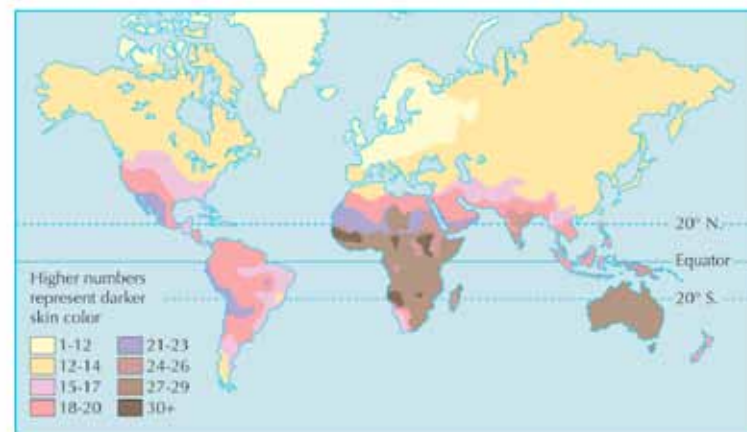 20° N.
Equator
20° S.
Higher numbers
represent darker
skin color
1-12
21-23
12-14
24-26
15-17
27-29
18-20
30+